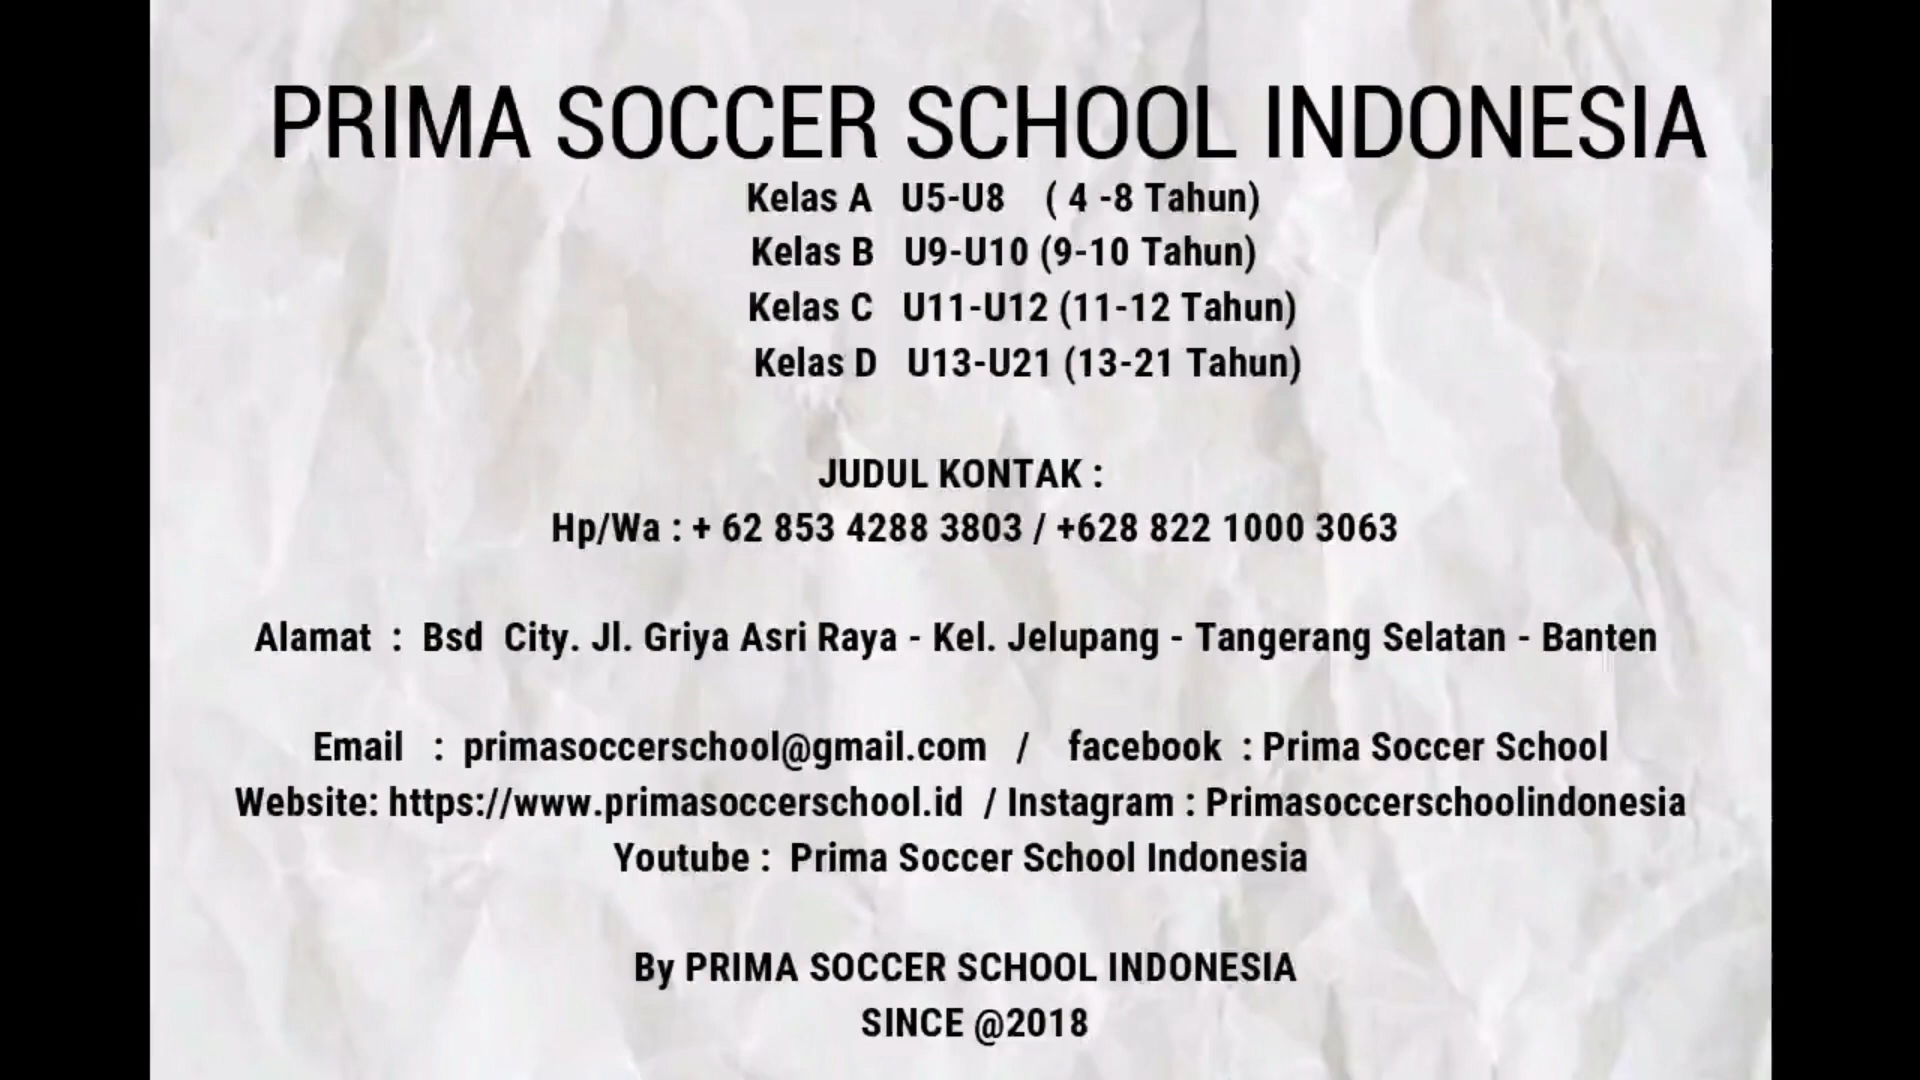 PRIMA SOCCER SCHOOL INDONESIA
Kelas A U5-U8 ( 4 -8 Tahun)
Kelas B U9-U10 (9-10 Tahun)
Kelas C U11-U12 (11-12 Tahun)
Kelas D U13-U21 (13-21 Tahun)
JUDUL KONTAK :
Hp/Wa : + 62 853 4288 3803 / +628 822 1000 3063
Alamat : Bsd City. Jl. Griya Asri Raya - Kel. Jelupang - Tangerang Selatan - Banten
Email : primasoccerschool@gmail.com / facebook : Prima Soccer School
Website: https://www.primasoccerschool.id / Instagram : Primasoccerschoolindonesia
Youtube : Prima Soccer School Indonesia
By PRIMA SOCCER SCHOOL INDONESIA
SINCE @2018